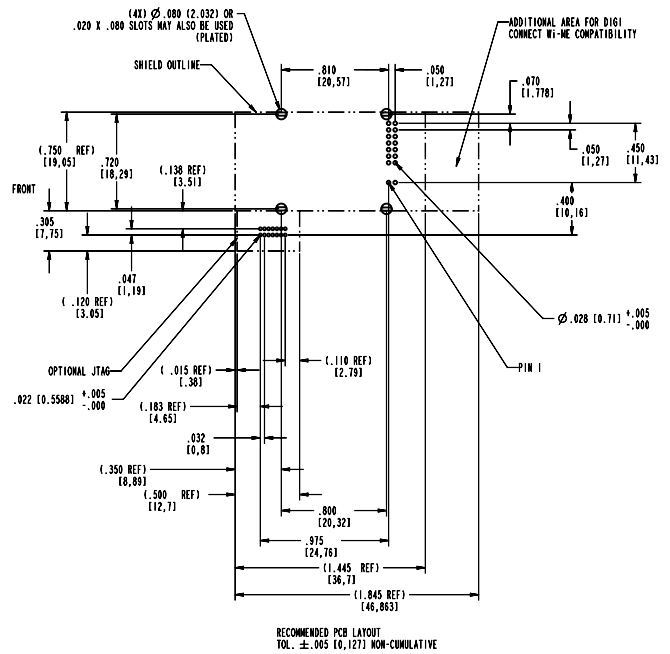 (4X) Ø.080 (2.032) OR
.020 X .080 SLOTS MAY ALSO BE USED
(PLATED)
ADDITIONAL AREA FOR DIGI
CONNECT Wi-ME COMPATIBILITY
SHIELD OUTLINE
.810
[20,57]
.050
[1,27]
.070
[1.778]
(.750 REF)
[19,05]
.720
[18,29]
(.138 REF)
[3.51]
.050
[1,27]
.450
[11,43]
FRONT
.305
[7,75]
.400
[10,16]
.047
[1,19]
(.120 REF)
[3.05]
Ø.028 [0.71] +.005
-.000
OPTIONAL JTAG
(.015 REF)
[.38]
(.110 REF)
[2.79]
PIN 1
.022 [0.5588] +.005
-.000
(.183 REF)
[4.65]
.032
[0,8]
(.350 REF)
[8,89]
(.500 REF)
[12,7]
.800
[20,32]
.975
[24,76]
(1.445 REF)
[36,7]
(1.845 REF)
[46,863]
RECOMMENDED PCB LAYOUT
TOL. ±.005 [0,127] NON-CUMULATIVE